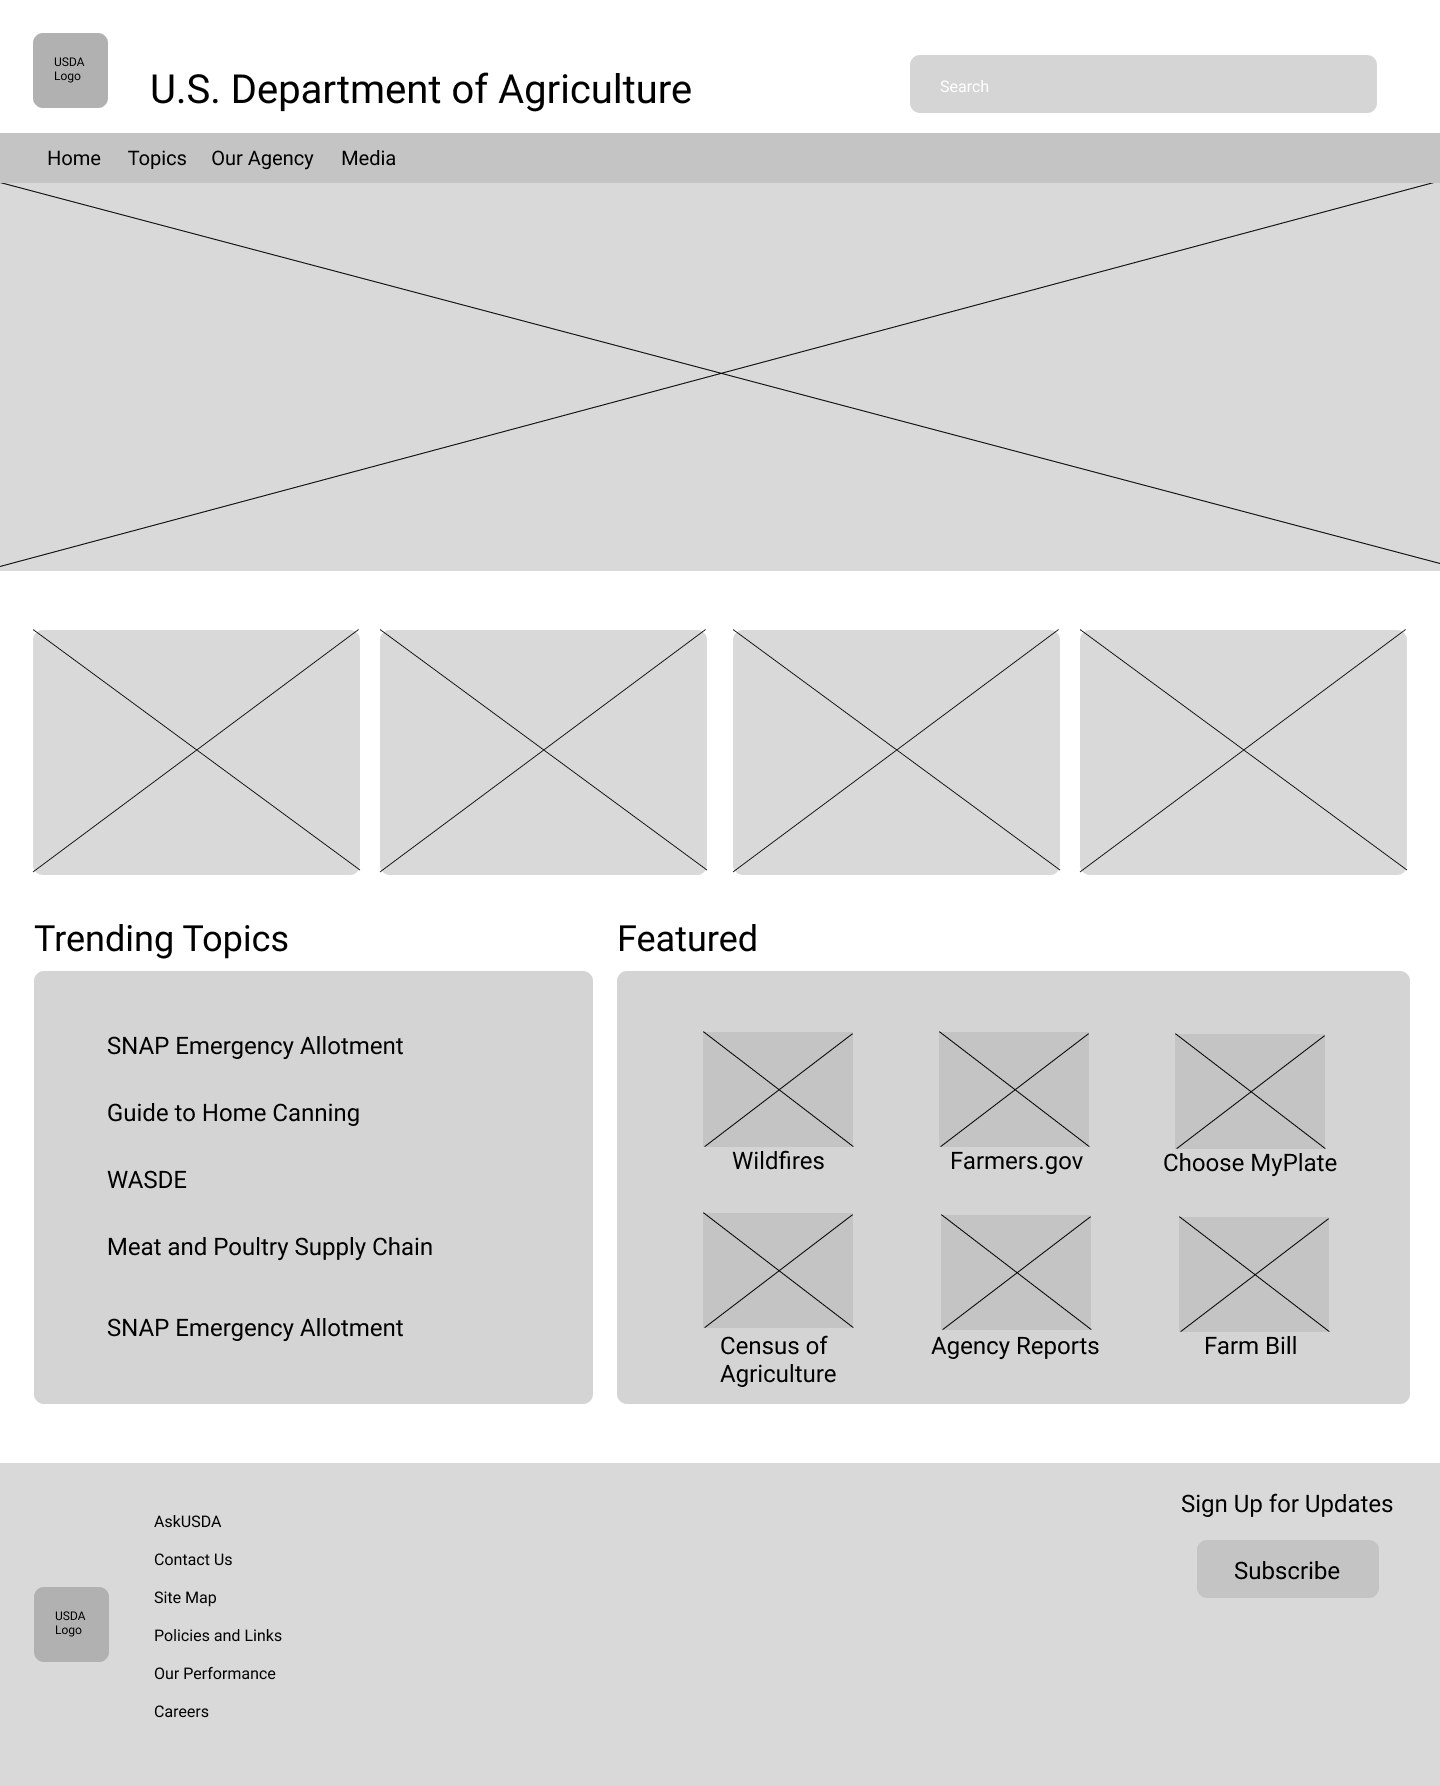 USDA
Logo
U.S. Department of Agriculture
Search
Home
Topics
Our Agency
Media
Trending Topics
SNAP Emergency Allotment
Guide to Home Canning
WASDE
Meat and Poultry Supply Chain
SNAP Emergency Allotment
Featured
Wildfires
Farmers.gov
Choose MyPlate
Census of
Agriculture
Agency Reports
Farm Bill
USDA
Logo
AskUSDA
Contact Us
Site Map
Policies and Links
Our Performance
Careers
Sign Up for Updates
Subscribe